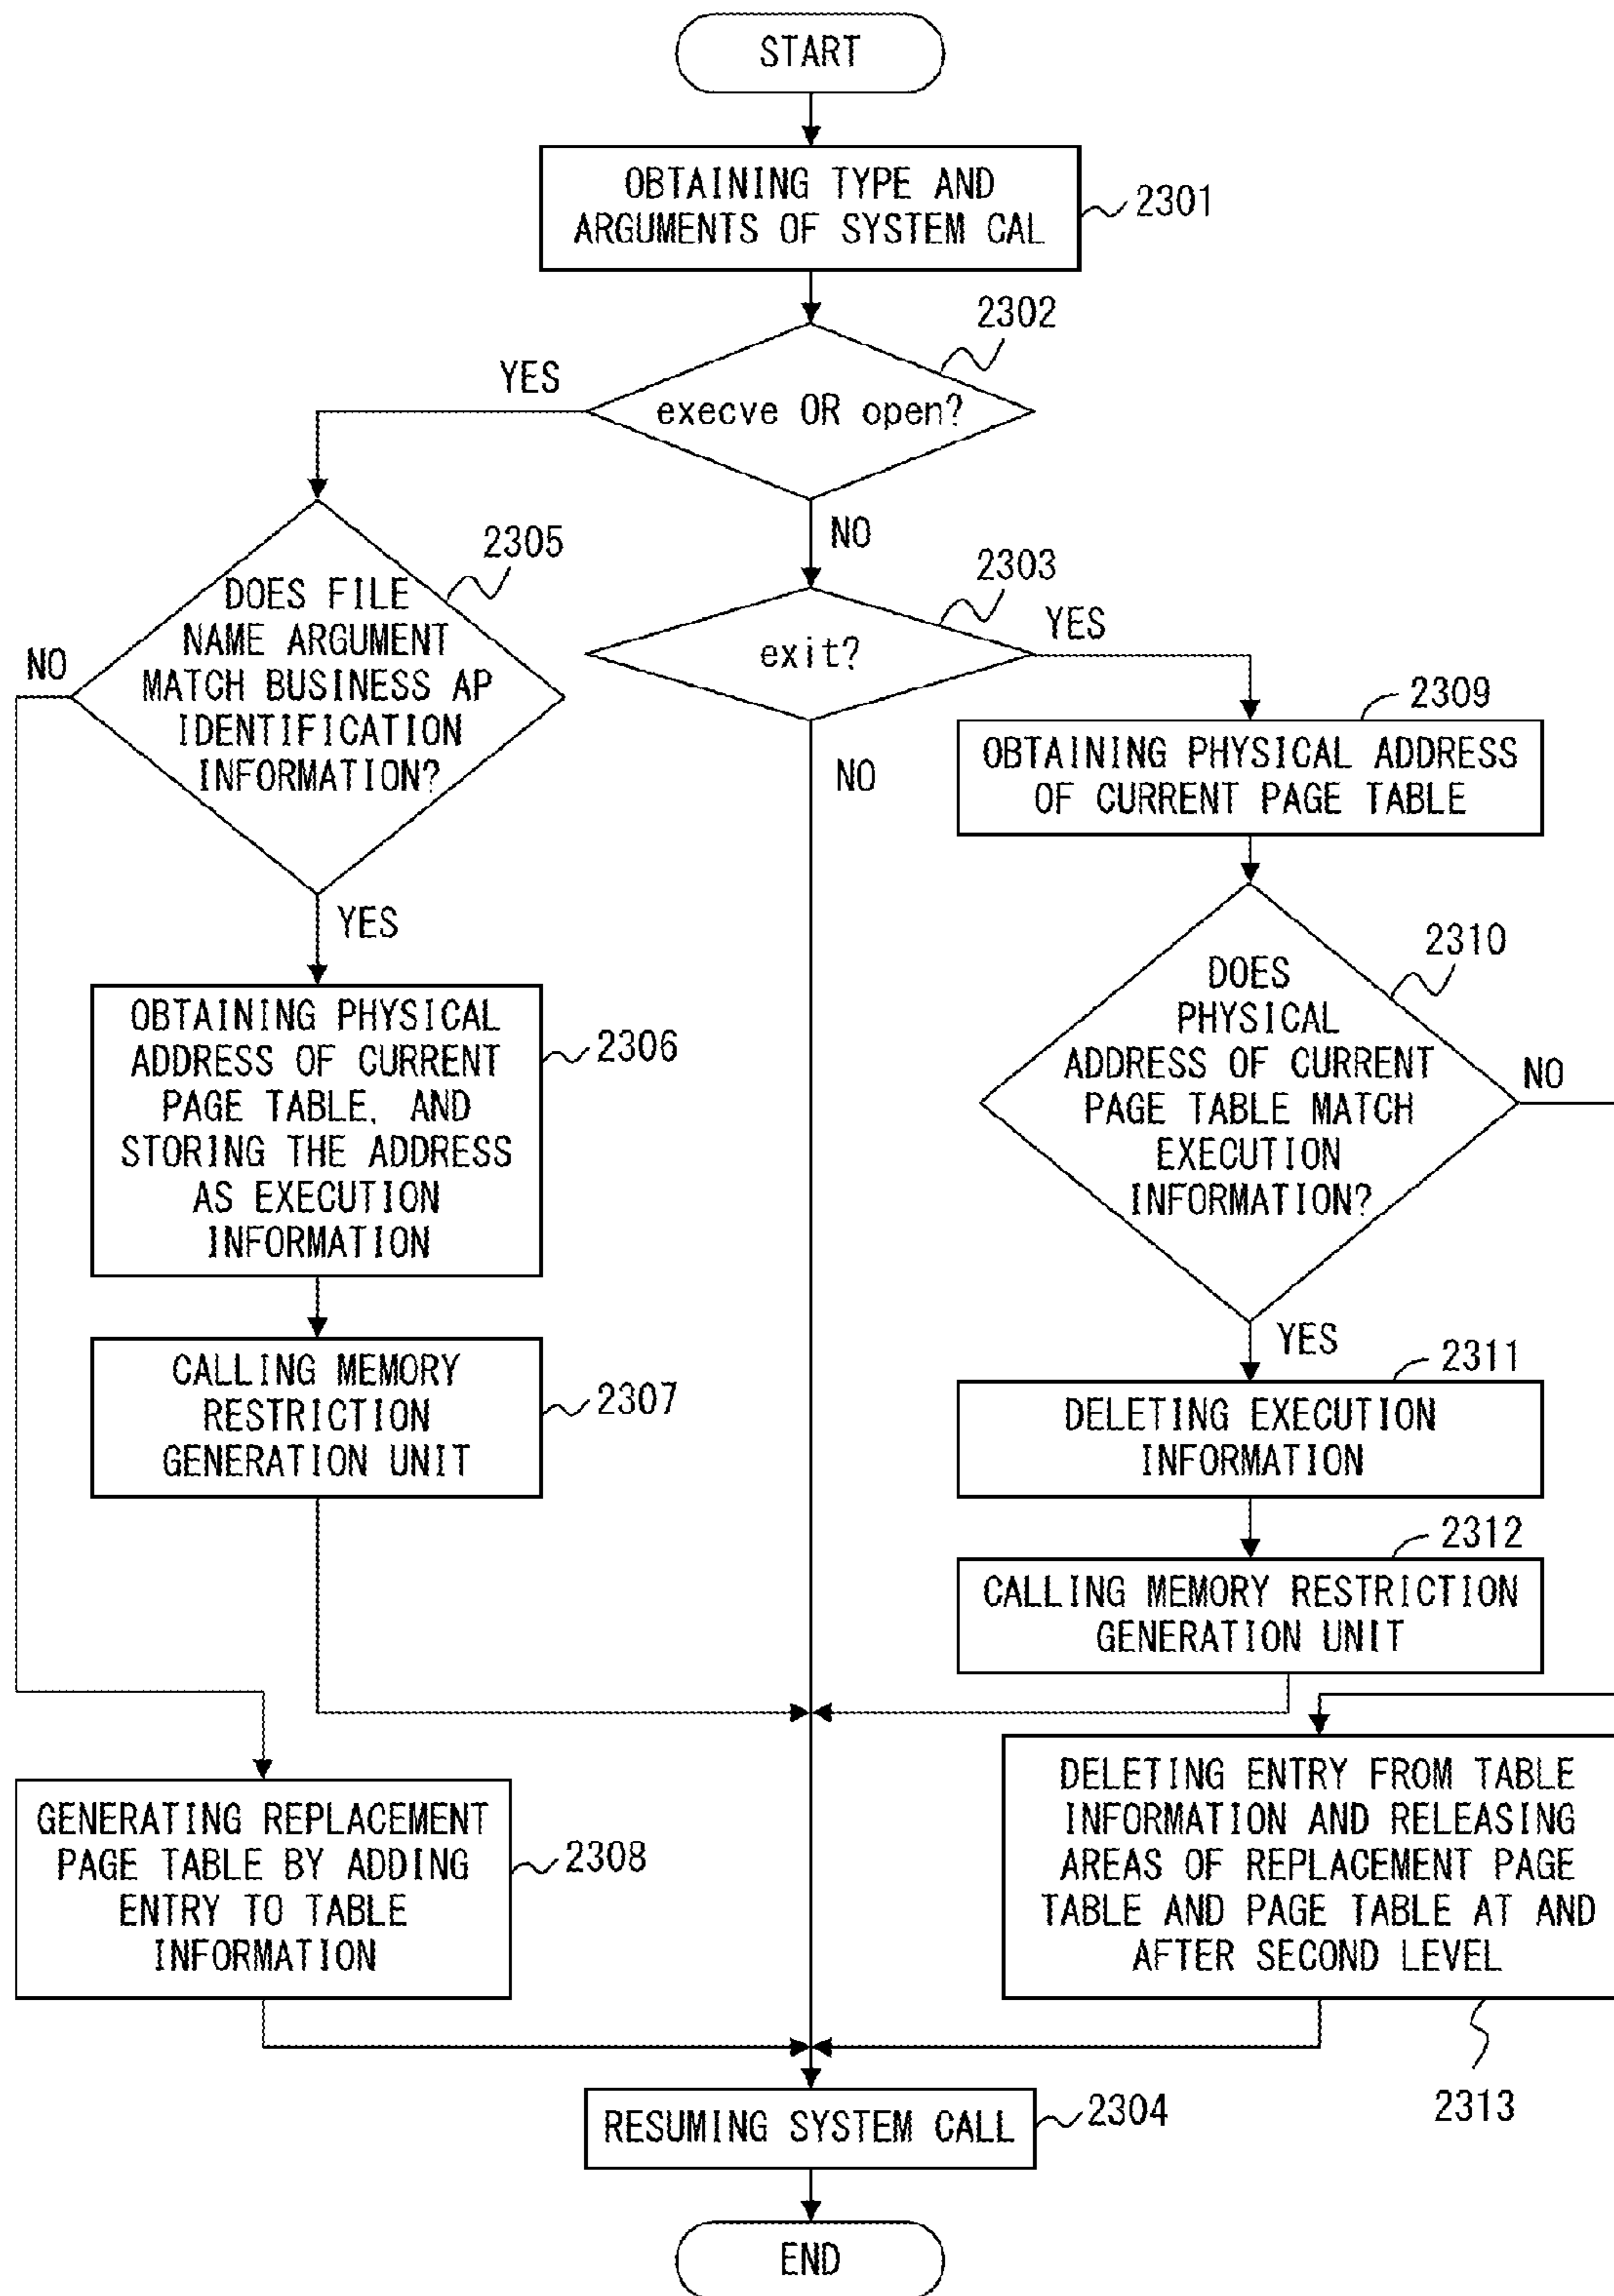 START
OBTAINING TYPE AND
ARGUMENTS OF SYSTEM CAL
2301
2302
YES
execve OR open?
NO
2305
DOES FILE
NAME ARGUMENT
MATCH BUSINESS AP
IDENTIFICATION
INFORMATION?
NO
2303
YES
exit?
NO
2309
OBTAINING PHYSICAL ADDRESS
OF CURRENT PAGE TABLE
YES
2310
DOES
PHYSICAL
ADDRESS OF CURRENT
PAGE TABLE MATCH
EXECUTION
INFORMATION?
NO
OBTAINING PHYSICAL
ADDRESS OF CURRENT
PAGE TABLE, AND
STORING THE ADDRESS
AS EXECUTION
INFORMATION
2306
YES
2311
CALLING MEMORY
RESTRICTION
GENERATION UNIT
2307
DELETING EXECUTION
INFORMATION
2312
CALLING MEMORY RESTRICTION
GENERATION UNIT
GENERATING REPLACEMENT
PAGE TABLE BY ADDING
ENTRY TO TABLE
INFORMATION
2308
DELETING ENTRY FROM TABLE
INFORMATION AND RELEASING
AREAS OF REPLACEMENT PAGE
TABLE AND PAGE TABLE AT AND
AFTER SECOND LEVEL
2313
RESUMING SYSTEM CALL
2304
END